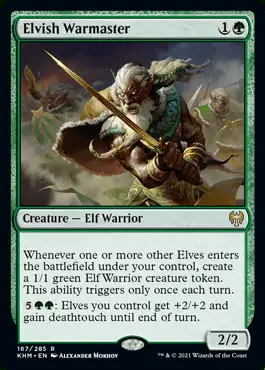 Elvish Warmaster 1
Creature — Elf Warrior
Whenever one or more other Elves enters
the battlefield under your control, create
a 1/1 green Elf Warrior creature token.
This ability triggers only once each turn.
5: Elves you control get +2/+2 and
gain deathtouch until end of turn.
2/2
167/285 R
KHM • EN ALEXANDER MOKHOV
™ & © 2021 Wizards of the Coast